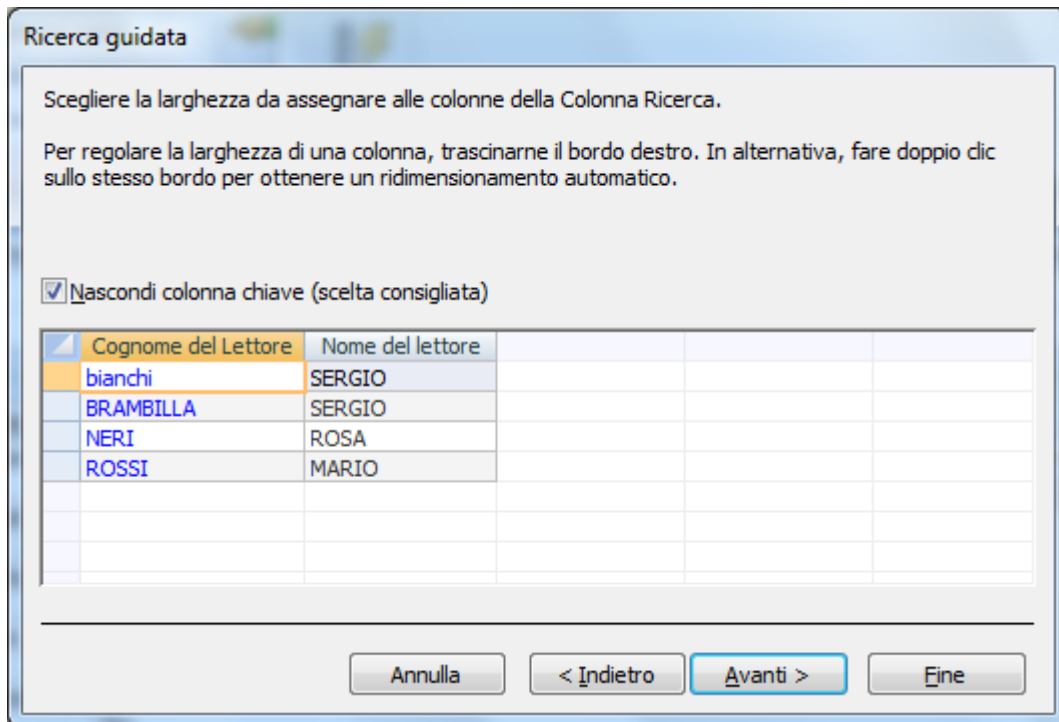 Ricerca guidata
Scegliere la larghezza da assegnare alle colonne della Colonna Ricerca.
Per regolare la larghezza di una colonna, trascinarne il bordo destro. In alternativa, fare doppio clic
sullo stesso bordo per ottenere un ridimensionamento automatico.
Nascondi colonna chiave (scelta consigliata)
Cognome del Lettore Nome del lettore
bianchi SERGIO
BRAMBILLA SERGIO
NERI ROSA
ROSSI MARIO
Annulla < Indietro Avanti > Fine